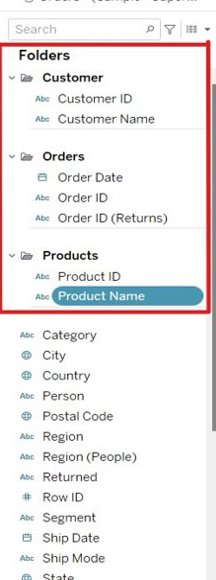 Search
Folders
Customer
Abc Customer ID
Abc Customer Name
Orders
Order Date
Abc Order ID
Abc Order ID (Returns)
Products
Abc Product ID
Abc Product Name
Abc Category
City
Country
Abc Person
Postal Code
Abc Region
Abc Region (People)
Abc Returned
# Row ID
Abc Segment
Ship Date
Abc Ship Mode
State